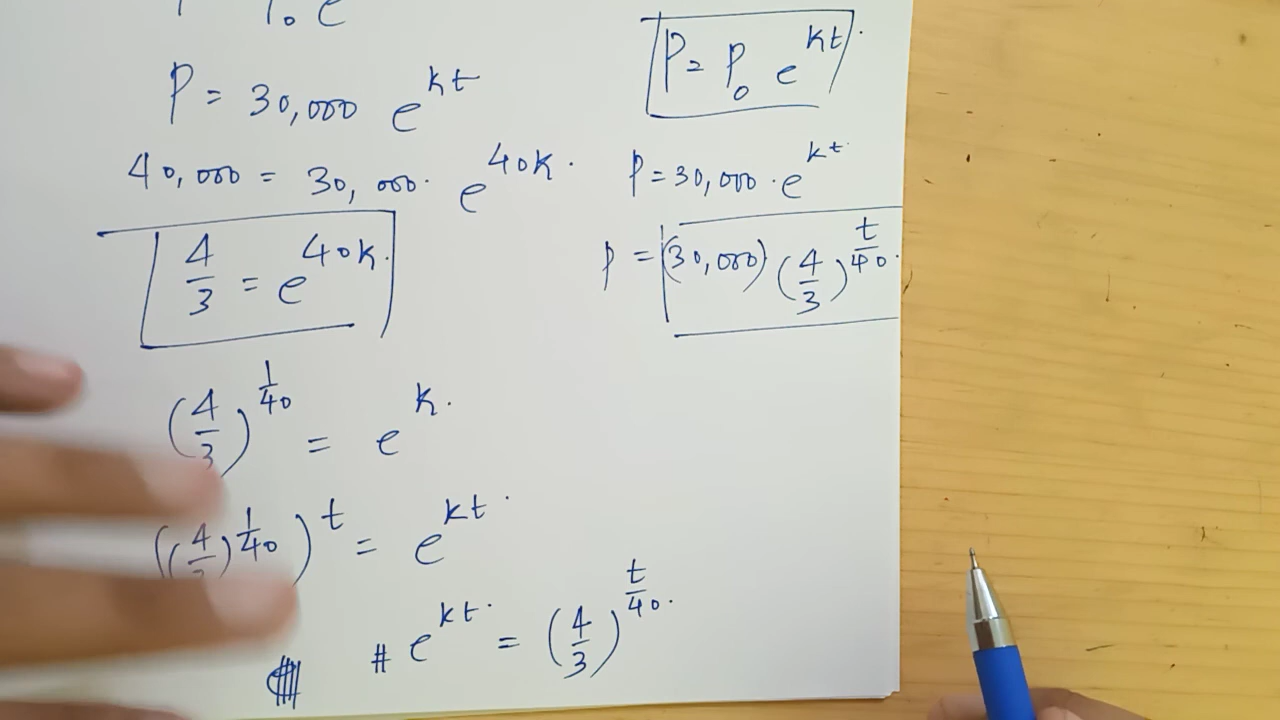 P₀ e
P = 30,000 e^{kt}
40,000 = 30,000. e^{40k}.
4/3 = e^{40k}.
(4/3)^{1/40} = e^{k}.
((4/3)^{1/40})^{t} = e^{kt}.
# e^{kt}. = (4/3)^{t/40}.
P = P₀ e^{kt}.
P = 30,000 . e^{kt}.
P = (30,000) (4/3)^{t/40}.